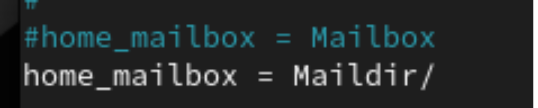 #
#home_mailbox = Mailbox
home_mailbox = Maildir/